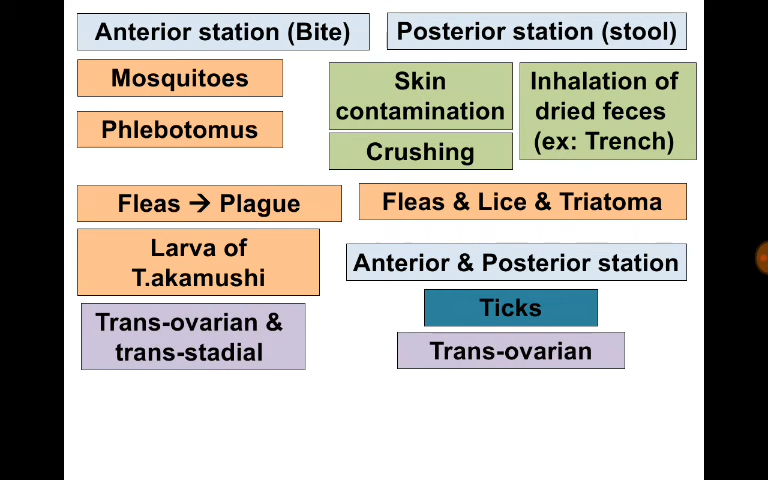 Anterior station (Bite)
Posterior station (stool)
Mosquitoes
Phlebotomus
Skin
contamination
Crushing
Inhalation of
dried feces
(ex: Trench)
Fleas → Plague
Fleas & Lice & Triatoma
Larva of
T.akamushi
Anterior & Posterior station
Ticks
Trans-ovarian &
trans-stadial
Trans-ovarian